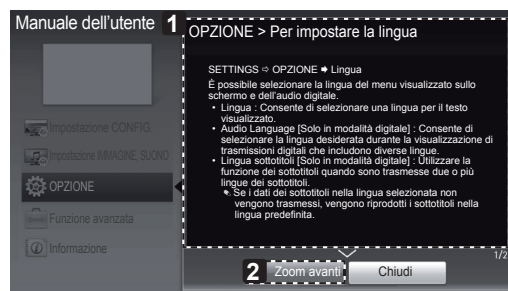 Manuale dell'utente
1
OPZIONE > Per impostare la lingua
SETTINGS ⇨ OPZIONE ➧ Lingua
È possibile selezionare la lingua del menu visualizzato sullo
schermo e dell'audio digitale.
• Lingua : Consente di selezionare una lingua per il testo
visualizzato.
• Audio Language [Solo in modalità digitale] : Consente di
selezionare la lingua desiderata durante la visualizzazione di
trasmissioni digitali che includono diverse lingue.
• Lingua sottotitoli [Solo in modalità digitale] : Utilizzare la
funzione dei sottotitoli quando sono trasmesse due o più
lingue dei sottotitoli.
Se i dati dei sottotitoli nella lingua selezionata non
vengono trasmessi, vengono riprodotti i sottotitoli nella
lingua predefinita.
Impostazione CONFIG.
Impostazione IMMAGINE, SUONO
OPZIONE
Funzione avanzata
Informazione
1/2
2
Zoom avanti
Chiudi